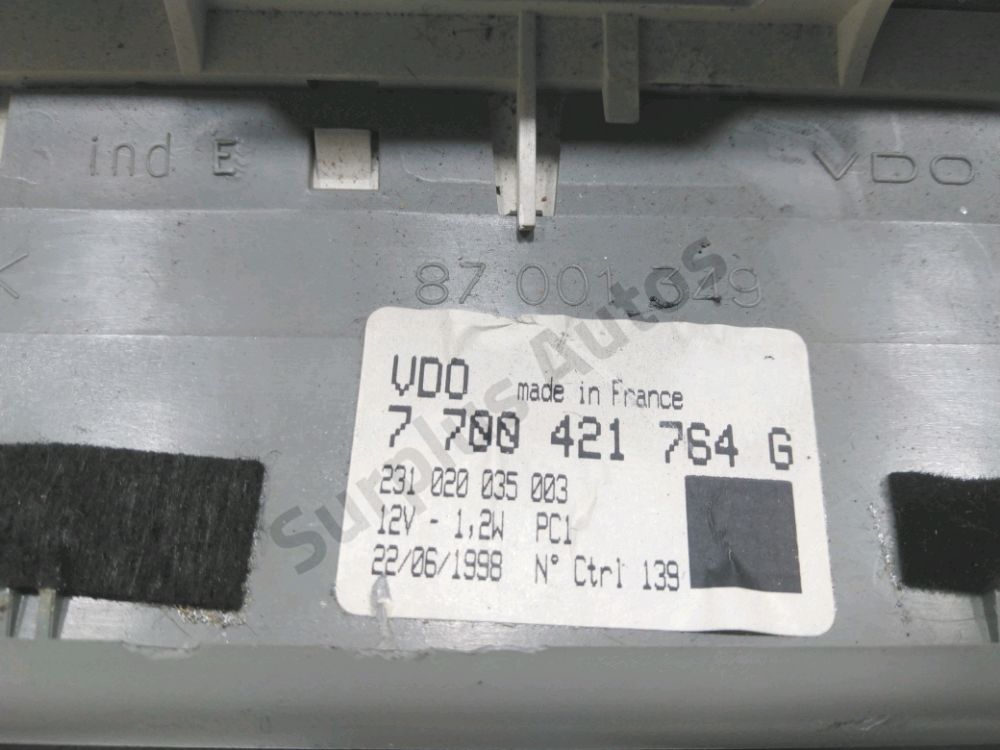 ind E
VDO
87 001 349
VDO made in France
7 700 421 764 G
231 020 035 003
12V - 1,2W PC1
22/06/1998 N° Ctrl 139
Surplus Autos